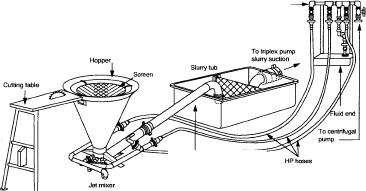 To triplex pump
slurry suction
Slurry tub
Hopper
Screen
Cutting table
Fluid end
To centrifugal
pump
HP hoses
Jet mixer